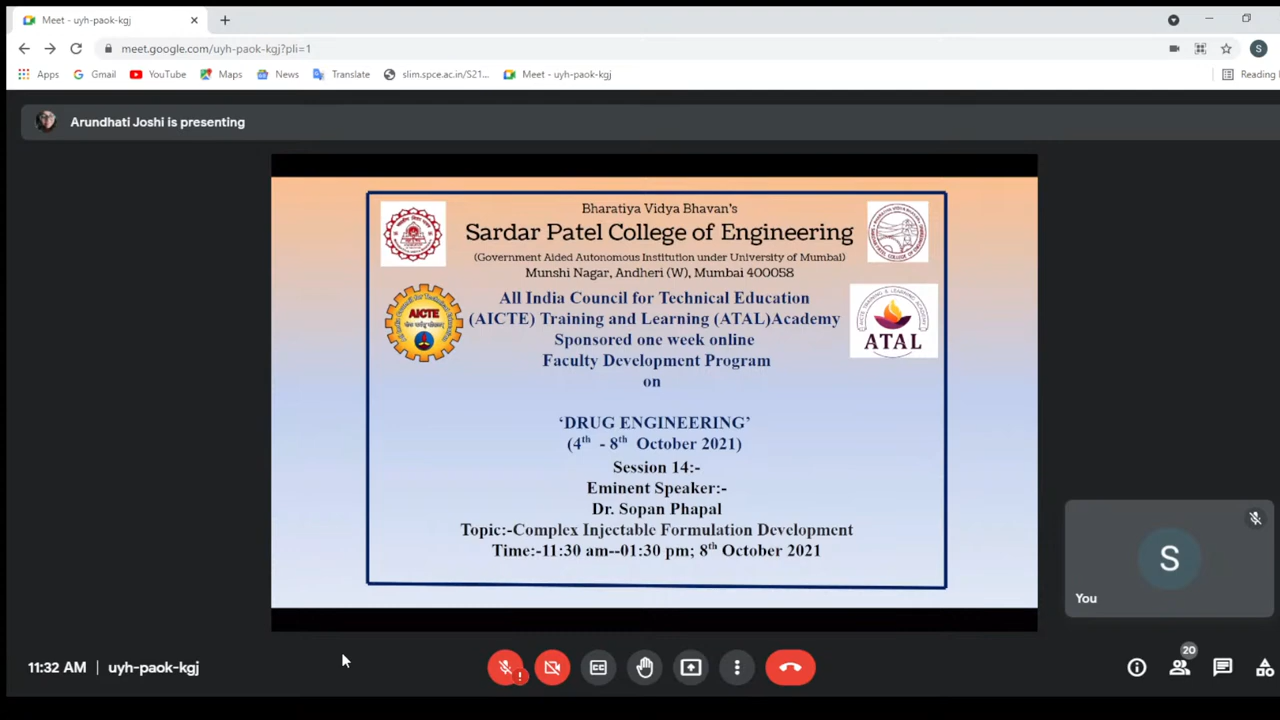 Meet - uyh-paok-kgj
meet.google.com/uyh-paok-kgj?pli=1
S
Apps
Gmail
YouTube
Maps
News
Translate
slim.spce.ac.in/S21...
Meet - uyh-paok-kgj
Reading
Arundhati Joshi is presenting
Bharatiya Vidya Bhavan's
Sardar Patel College of Engineering
(Government Aided Autonomous Institution under University of Mumbai)
Munshi Nagar, Andheri (W), Mumbai 400058
AICTE
ATAL
All India Council for Technical Education
(AICTE) Training and Learning (ATAL)Academy
Sponsored one week online
Faculty Development Program
on
‘DRUG ENGINEERING’
(4th - 8th October 2021)
Session 14:-
Eminent Speaker:-
Dr. Sopan Phapal
Topic:-Complex Injectable Formulation Development
Time:-11:30 am--01:30 pm; 8th October 2021
S
You
11:32 AM | uyh-paok-kgj
20